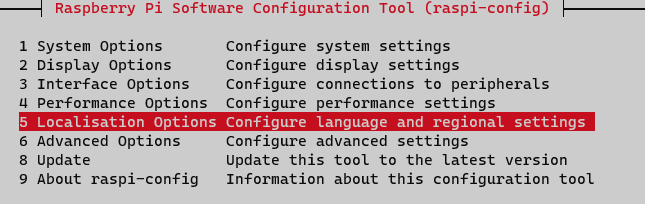 Raspberry Pi Software Configuration Tool (raspi-config)
1 System Options Configure system settings
2 Display Options Configure display settings
3 Interface Options Configure connections to peripherals
4 Performance Options Configure performance settings
5 Localisation Options Configure language and regional settings
6 Advanced Options Configure advanced settings
8 Update Update this tool to the latest version
9 About raspi-config Information about this configuration tool